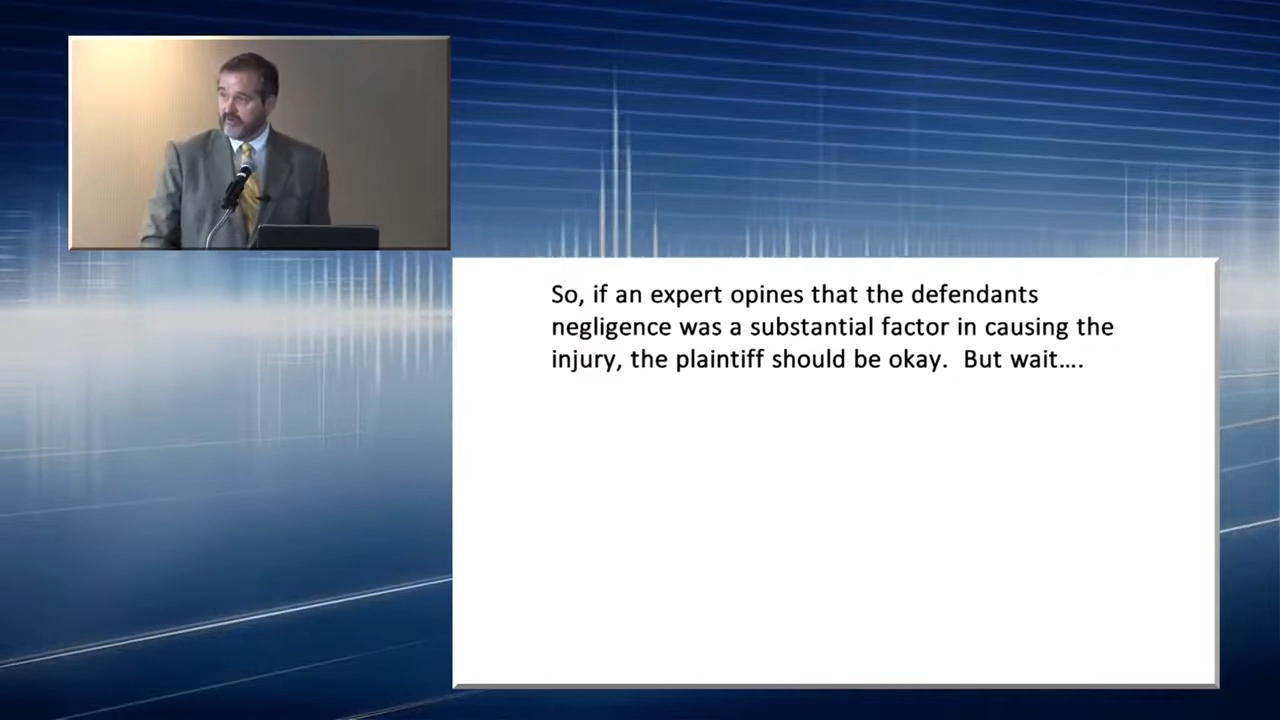 So, if an expert opines that the defendants
negligence was a substantial factor in causing the
injury, the plaintiff should be okay.  But wait....